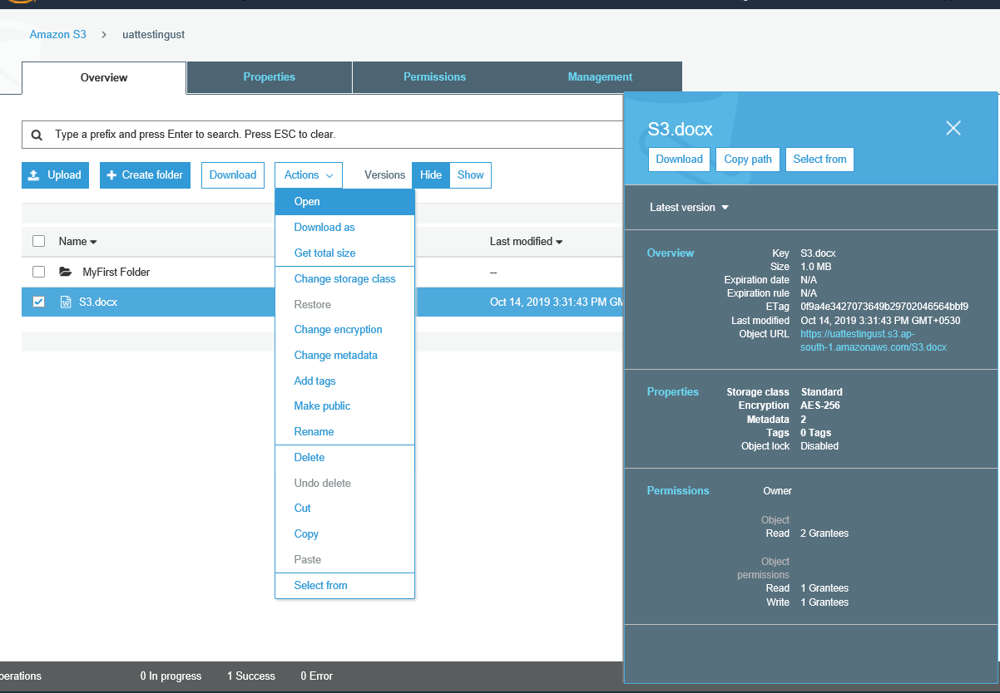 Amazon S3 > uattestingust
Overview
Properties
Permissions
Management
Type a prefix and press Enter to search. Press ESC to clear.
Upload
Create folder
Download
Actions
Versions
Hide
Show
Name
Last modified
MyFirst Folder
--
S3.docx
Oct 14, 2019 3:31:43 PM GM
Open
Download as
Get total size
Change storage class
Restore
Change encryption
Change metadata
Add tags
Make public
Rename
Delete
Undo delete
Cut
Copy
Paste
Select from
S3.docx
Download
Copy path
Select from
Latest version
Overview
Key S3.docx
Size 1.0 MB
Expiration date N/A
Expiration rule N/A
ETag 0f9a4e3427073649b29702046564bbf9
Last modified Oct 14, 2019 3:31:43 PM GMT+0530
Object URL https://uattestingust.s3.ap-
south-1.amazonaws.com/S3.docx
Properties
Storage class Standard
Encryption AES-256
Metadata 2
Tags 0 Tags
Object lock Disabled
Permissions
Owner
Object
Read 2 Grantees
Object
permissions
Read 1 Grantees
Write 1 Grantees
perations
0 In progress
1 Success
0 Error